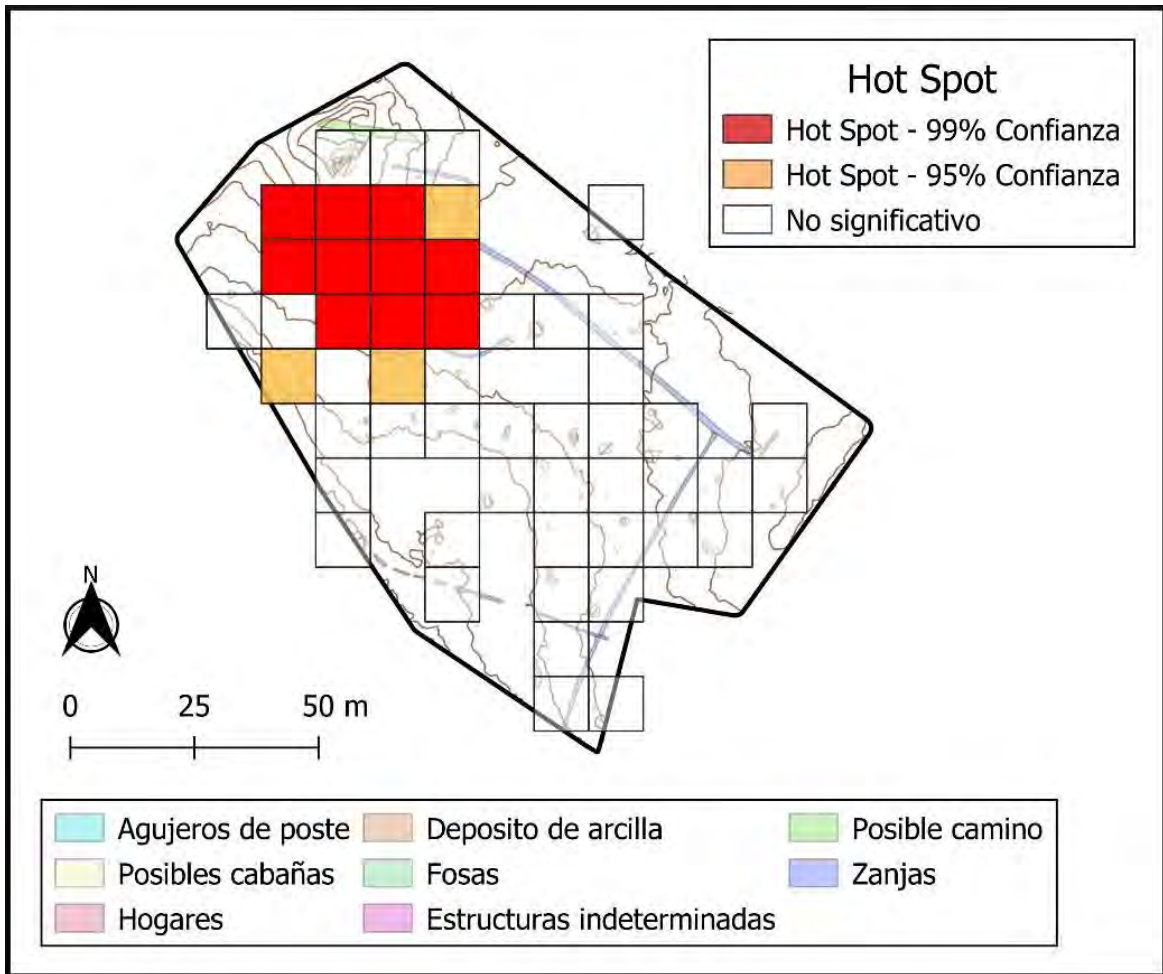 Hot Spot
Hot Spot - 99% Confianza
Hot Spot - 95% Confianza
No significativo
N
0 25 50 m
Agujeros de poste
Deposito de arcilla
Posible camino
Posibles cabañas
Fosas
Zanjas
Hogares
Estructuras indeterminadas